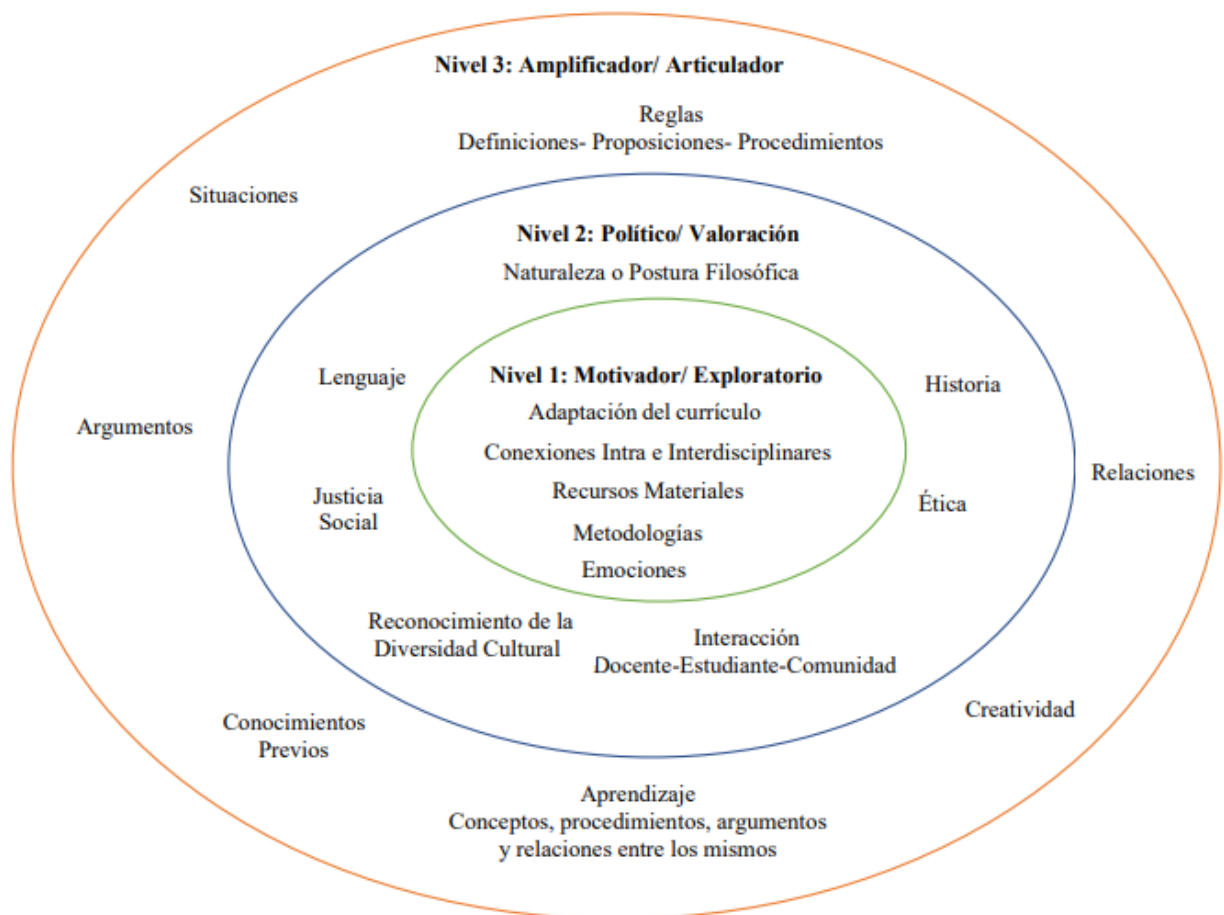 Nivel 3: Amplificador/ Articulador
Reglas
Definiciones- Proposiciones- Procedimientos
Situaciones
Nivel 2: Político/ Valoración
Naturaleza o Postura Filosófica
Lenguaje
Nivel 1: Motivador/ Exploratorio
Historia
Adaptación del currículo
Argumentos
Conexiones Intra e Interdisciplinares
Relaciones
Recursos Materiales
Justicia
Social
Ética
Metodologías
Emociones
Reconocimiento de la
Diversidad Cultural
Interacción
Docente-Estudiante-Comunidad
Creatividad
Conocimientos
Previos
Aprendizaje
Conceptos, procedimientos, argumentos
y relaciones entre los mismos